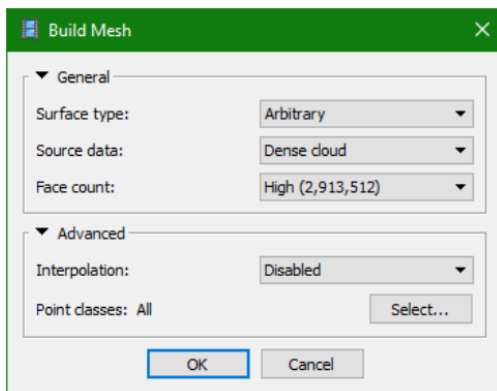 Build Mesh
General
Surface type: Arbitrary
Source data: Dense cloud
Face count: High (2,913,512)
Advanced
Interpolation: Disabled
Point classes: All Select...
OK Cancel